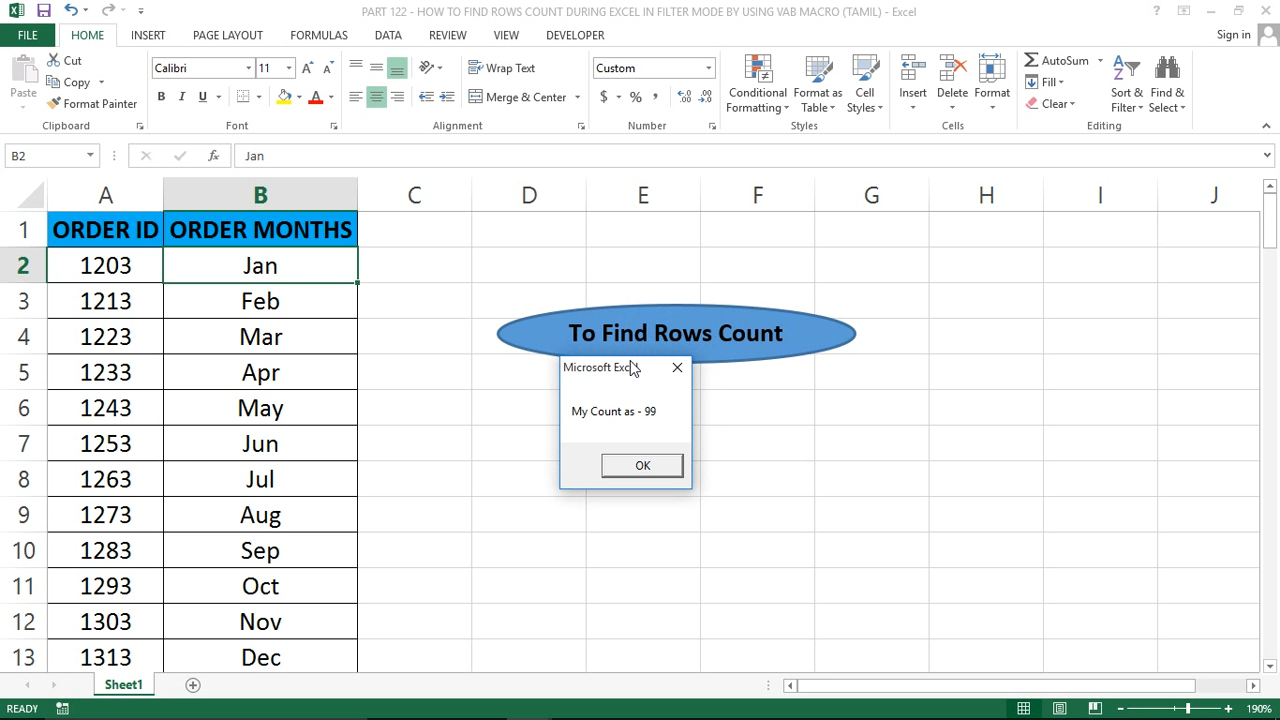 PART 122 - HOW TO FIND ROWS COUNT DURING EXCEL IN FILTER MODE BY USING VAB MACRO (TAMIL) - Excel
FILE HOME INSERT PAGE LAYOUT FORMULAS DATA REVIEW VIEW DEVELOPER Sign in
Paste
Cut
Copy
Format Painter
Clipboard
Calibri 11
B I U A
Font
Wrap Text
Merge & Center
Alignment
Custom
$ % ,
Number
Conditional Formatting
Format as Table
Cell Styles
Styles
Insert Delete Format
Cells
AutoSum
Fill
Clear
Sort & Filter
Find & Select
Editing
B2 fx Jan
A B C D E F G H I J
1 ORDER ID ORDER MONTHS
2 1203 Jan
3 1213 Feb
4 1223 Mar
5 1233 Apr
6 1243 May
7 1253 Jun
8 1263 Jul
9 1273 Aug
10 1283 Sep
11 1293 Oct
12 1303 Nov
13 1313 Dec
To Find Rows Count
Microsoft Excel
My Count as - 99
OK
Sheet1
READY 190%